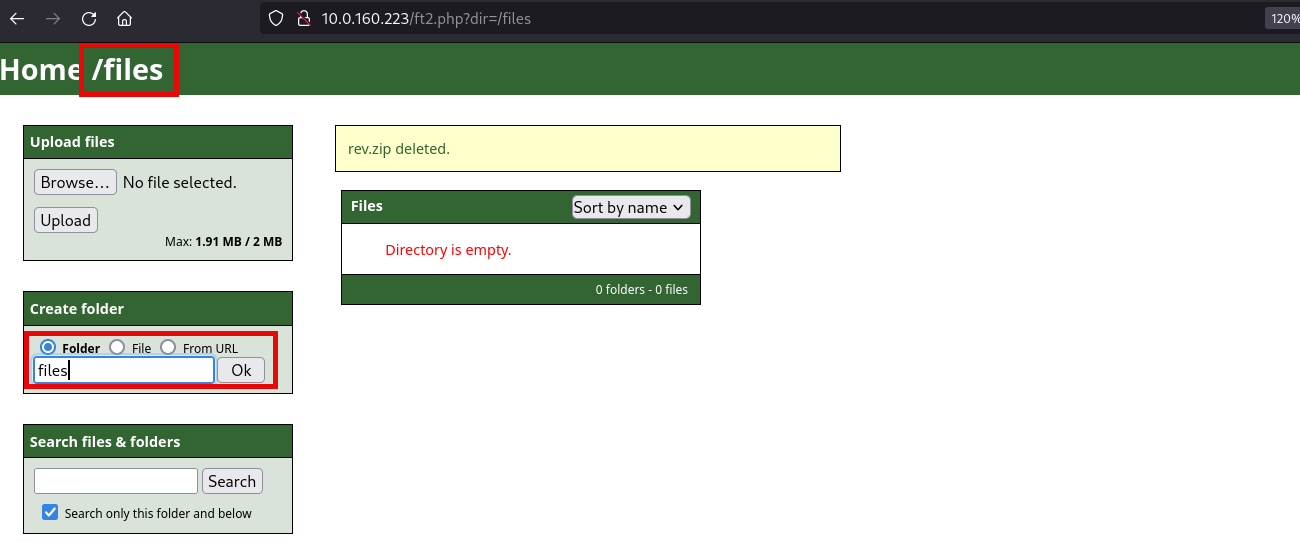 10.0.160.223/ft2.php?dir=/files
120%
Home /files
Upload files
Browse... No file selected.
Upload
Max: 1.91 MB / 2 MB
rev.zip deleted.
Files Sort by name
Directory is empty.
0 folders - 0 files
Create folder
Folder File From URL
files Ok
Search files & folders
Search
Search only this folder and below